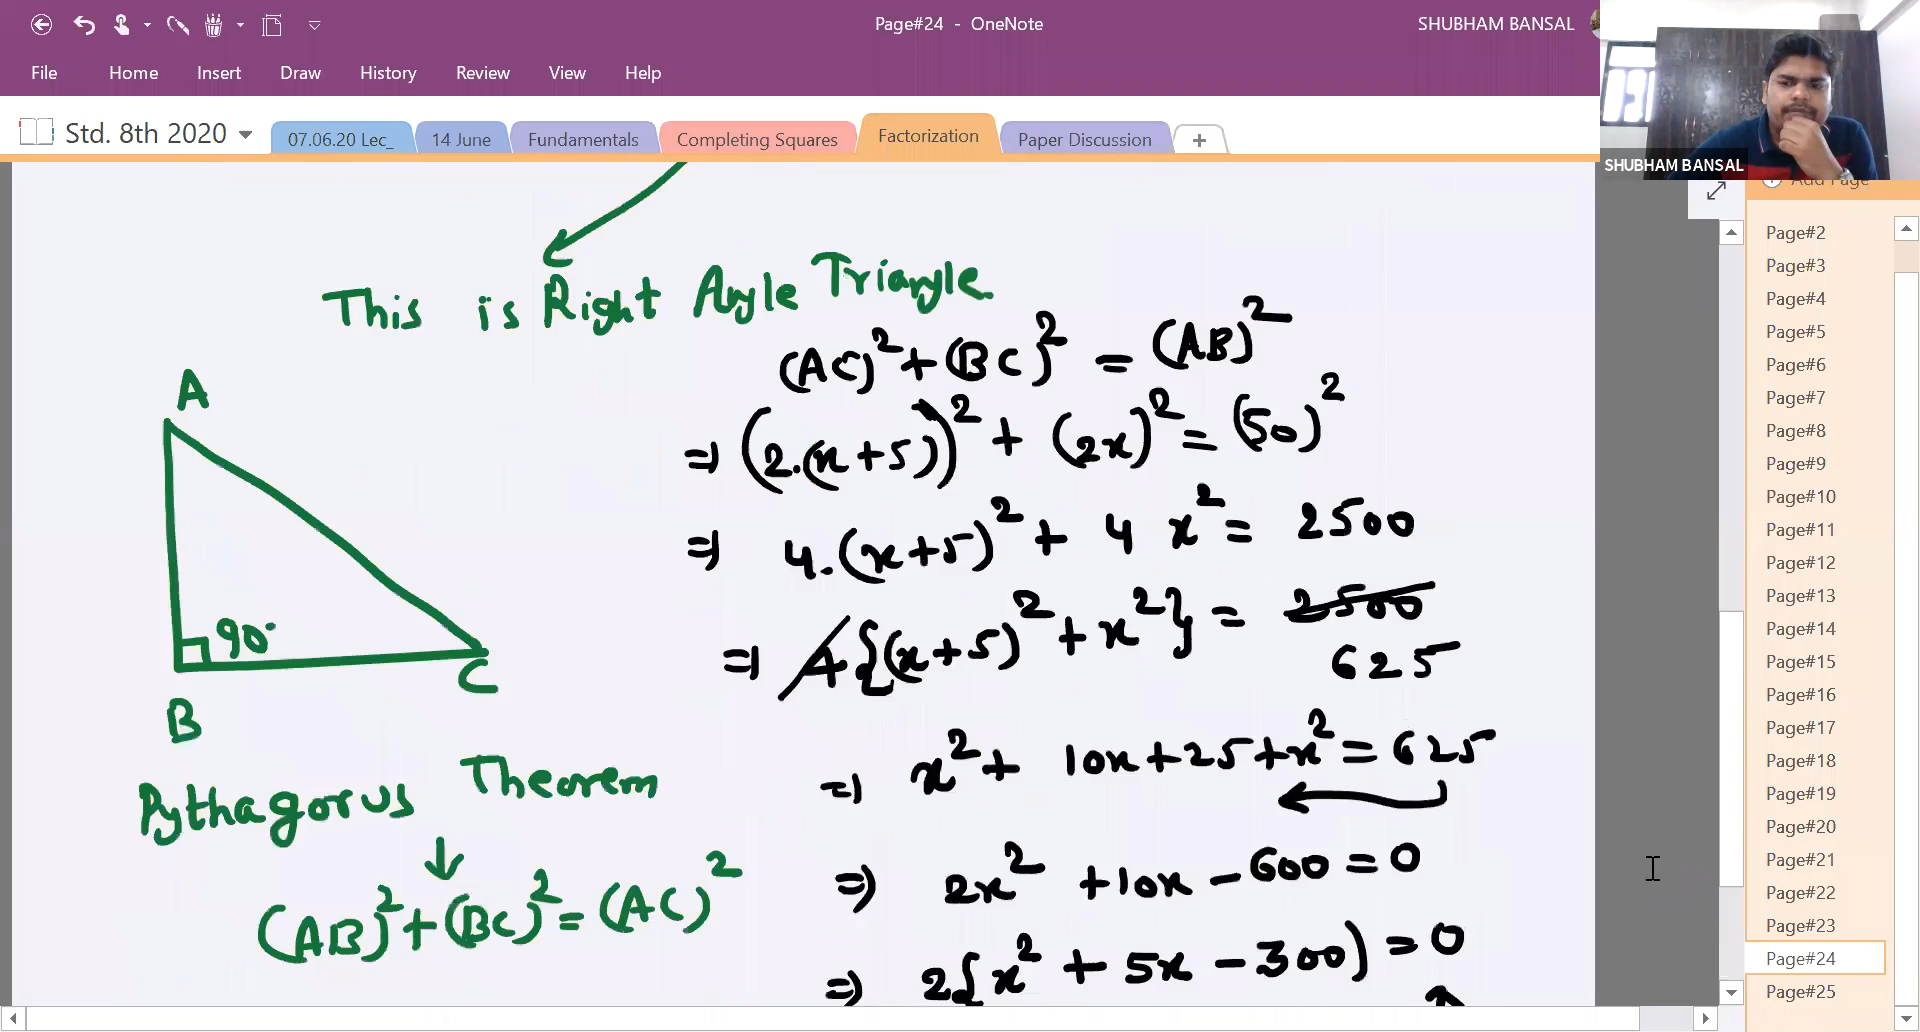 Page#24 - OneNote
SHUBHAM BANSAL
File Home Insert Draw History Review View Help
SHUBHAM BANSAL
Std. 8th 2020
07.06.20 Lec_
14 June
Fundamentals
Completing Squares
Factorization
Paper Discussion
+
Add Page
This is Right Angle Triangle
A
90°
B
C
Pythagorus Theorem
↓
(AB)² + (BC)² = (AC)²
(AC)² + (BC)² = (AB)²
⇒ (2.(x+5))² + (2x)² = (50)²
⇒ 4.(x+5)² + 4 x² = 2500
⇒ 4{(x+5)² + x²} = 2500
625
⇒ x² + 10x + 25 + x² = 625
⇒ 2x² + 10x - 600 = 0
⇒ 2{x² + 5x - 300) = 0
Page#2
Page#3
Page#4
Page#5
Page#6
Page#7
Page#8
Page#9
Page#10
Page#11
Page#12
Page#13
Page#14
Page#15
Page#16
Page#17
Page#18
Page#19
Page#20
Page#21
Page#22
Page#23
Page#24
Page#25